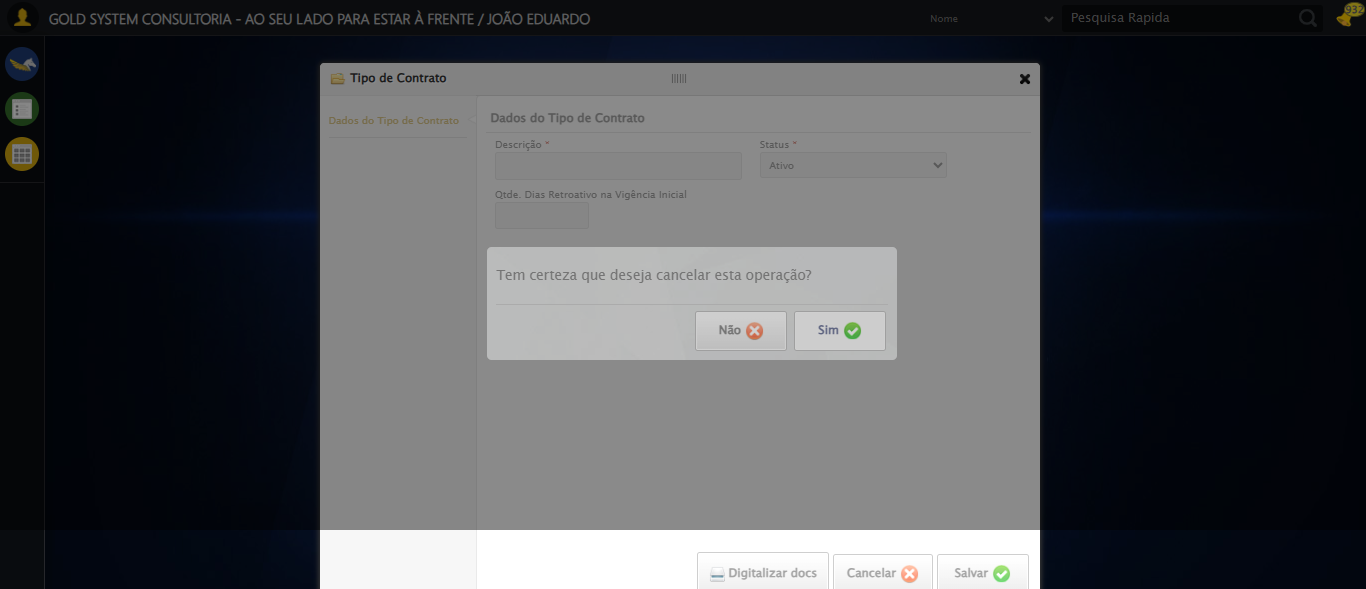 GOLD SYSTEM CONSULTORIA - AO SEU LADO PARA ESTAR À FRENTE / JOÃO EDUARDO
Nome
Pesquisa Rapida
932
Tipo de Contrato
Dados do Tipo de Contrato
Dados do Tipo de Contrato
Descrição *
Status *
Ativo
Qtde. Dias Retroativo na Vigência Inicial
Tem certeza que deseja cancelar esta operação?
Não
Sim
Digitalizar docs
Cancelar
Salvar